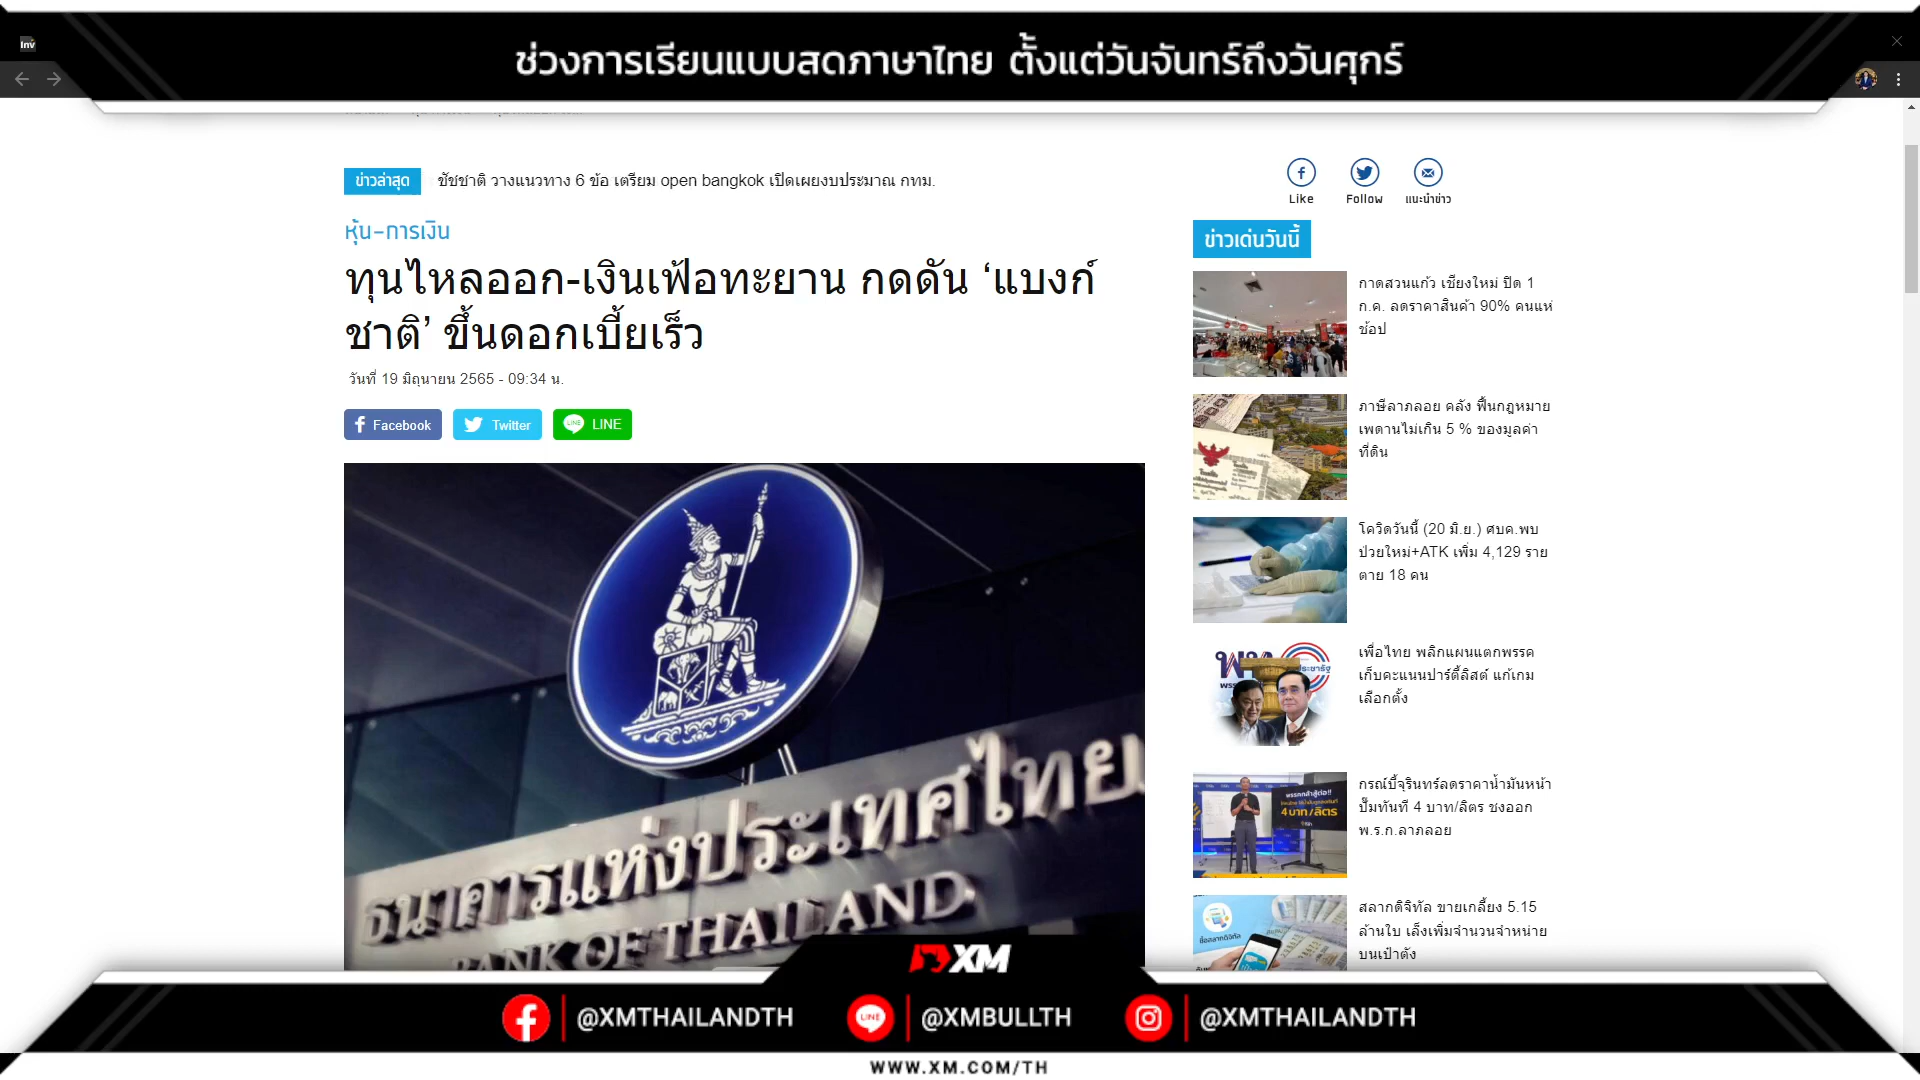 Inv
ช่วงการเรียนแบบสดภาษาไทย ตั้งแต่วันจันทร์ถึงวันศุกร์
ข่าวล่าสุด
ชัชชาติ วางแนวทาง 6 ข้อ เตรียม open bangkok เปิดเผยงบประมาณ กทม.
Like
Follow
แนะนำข่าว
หุ้น-การเงิน
ทุนไหลออก-เงินเฟ้อทะยาน กดดัน ‘แบงก์
ชาติ’ ขึ้นดอกเบี้ยเร็ว
วันที่ 19 มิถุนายน 2565 - 09:34 น.
Facebook
Twitter
LINE
LINE
ธนาคารแห่งประเทศไทย
BANK OF THAILAND
ข่าวเด่นวันนี้
กาดสวนแก้ว เชียงใหม่ ปิด 1
ก.ค. ลดราคาสินค้า 90% คนแห่
ช้อป
ภาษีลาภลอย คลัง ฟื้นกฎหมาย
เพดานไม่เกิน 5 % ของมูลค่า
ที่ดิน
โควิดวันนี้ (20 มิ.ย.) ศบค.พบ
ป่วยใหม่+ATK เพิ่ม 4,129 ราย
ตาย 18 คน
เพื่อไทย พลิกแผนแตกพรรค
เก็บคะแนนปาร์ตี้ลิสต์ แก้เกม
เลือกตั้ง
กรณ์บี้จุรินทร์ลดราคาน้ำมันหน้า
ปั๊มทันที 4 บาท/ลิตร ชงออก
พ.ร.ก.ลาภลอย
4 บาท/ลิตร
สลากดิจิทัล ขายเกลี้ยง 5.15
ล้านใบ เล็งเพิ่มจำนวนจำหน่าย
บนเป๋าตัง
XM
@XMTHAILANDTH
LINE
@XMBULLTH
@XMTHAILANDTH
WWW.XM.COM/TH